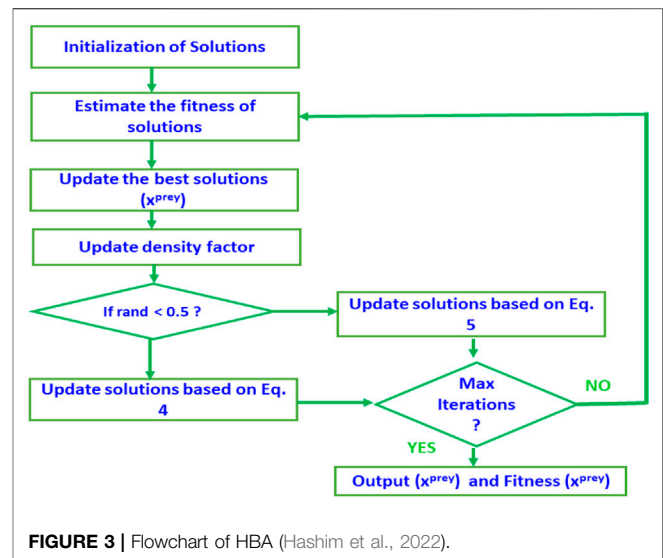 Initialization of Solutions
Estimate the fitness of
solutions
Update the best solutions
(xᵖʳᵉʸ)
Update density factor
If rand < 0.5 ?
Update solutions based on Eq.
5
Update solutions based on Eq.
4
Max
Iterations
?
NO
YES
Output (xᵖʳᵉʸ) and Fitness (xᵖʳᵉʸ)
FIGURE 3 | Flowchart of HBA (Hashim et al., 2022).